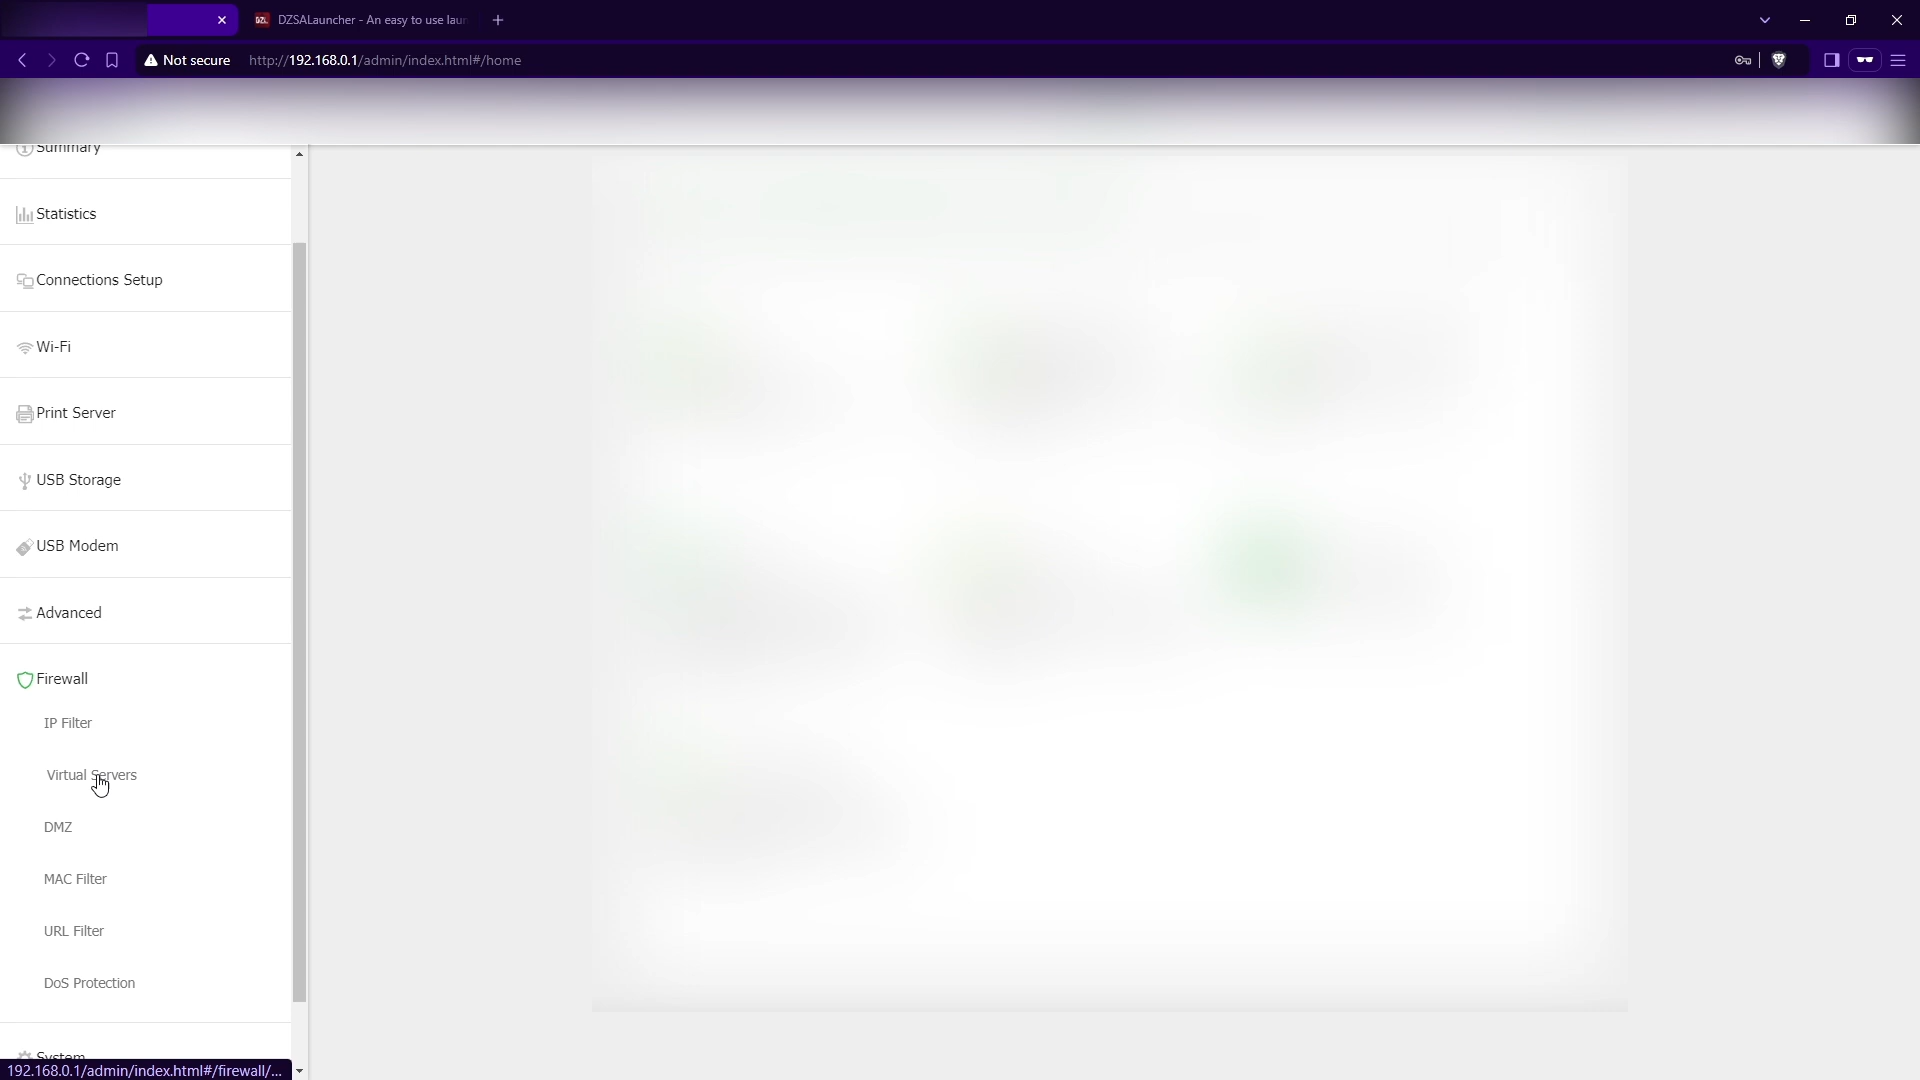 DZSALauncher - An easy to use laun
Not secure
http://192.168.0.1/admin/index.html#/home
Summary
Statistics
Connections Setup
Wi-Fi
Print Server
USB Storage
USB Modem
Advanced
Firewall
IP Filter
Virtual Servers
DMZ
MAC Filter
URL Filter
DoS Protection
System
192.168.0.1/admin/index.html#/firewall/...